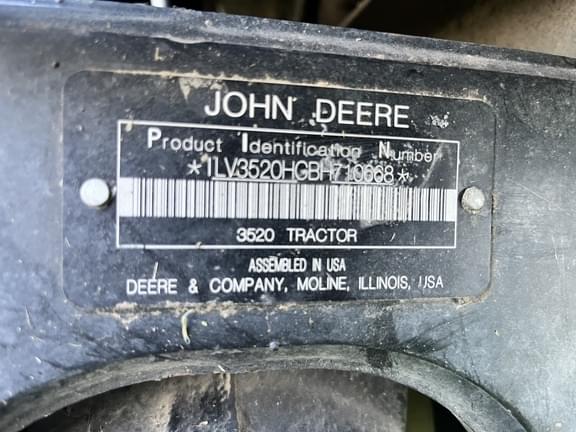 JOHN DEERE
Product Identification Number
*1LV3520HGBH710668*
3520 TRACTOR
ASSEMBLED IN USA
DEERE & COMPANY, MOLINE, ILLINOIS, USA